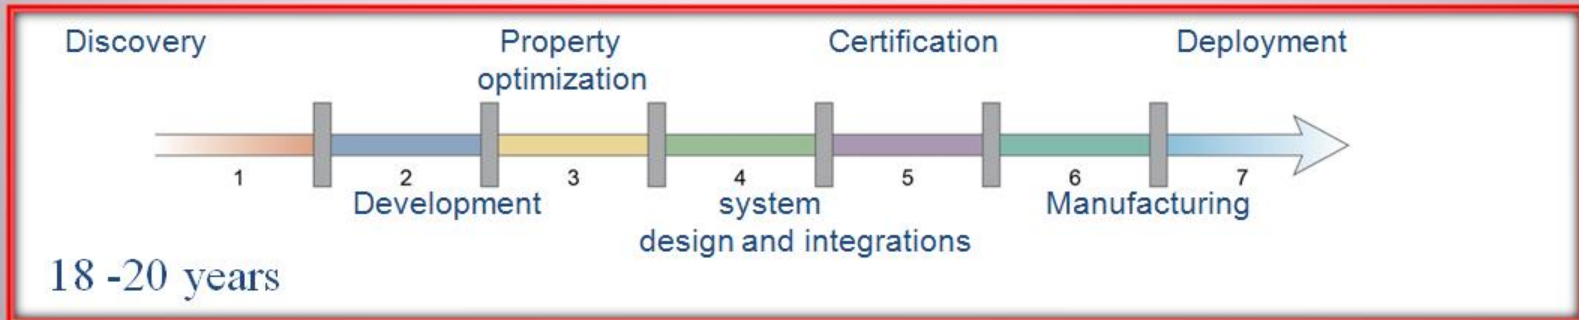 Discovery
Property
optimization
Certification
Deployment
1
2
3
4
5
6
7
Development
system
design and integrations
Manufacturing
18 -20 years